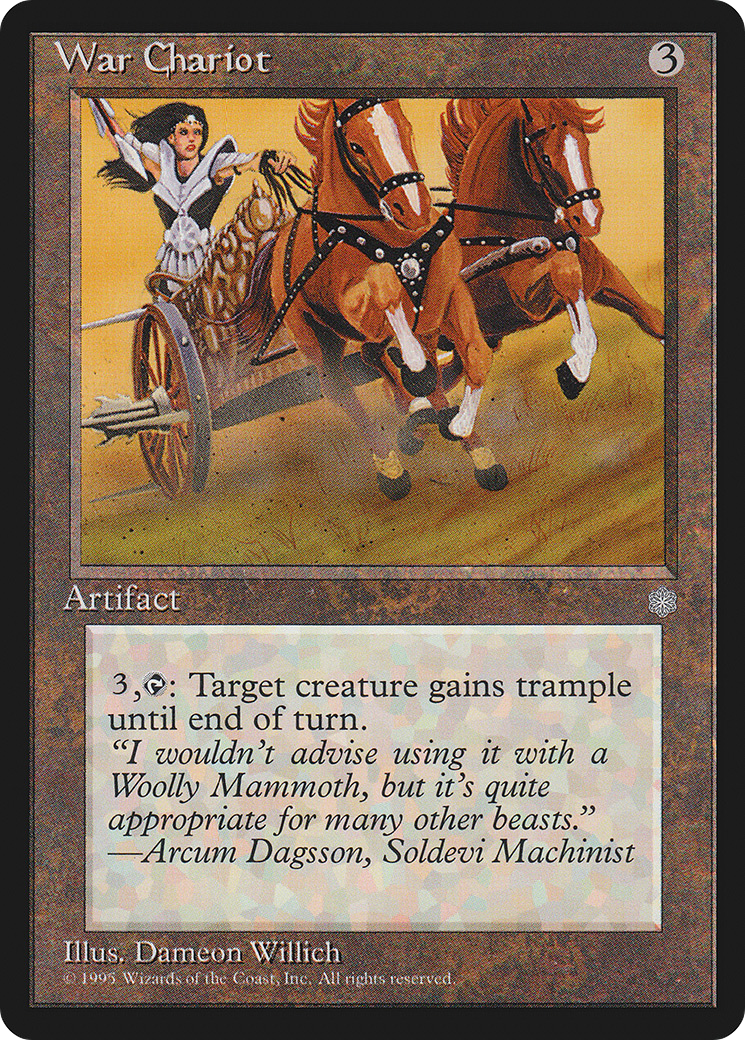 War Chariot 3
Artifact
3, : Target creature gains trample
until end of turn.
“I wouldn’t advise using it with a
Woolly Mammoth, but it’s quite
appropriate for many other beasts.”
—Arcum Dagsson, Soldevi Machinist
Illus. Dameon Willich
© 1995 Wizards of the Coast, Inc. All rights reserved.